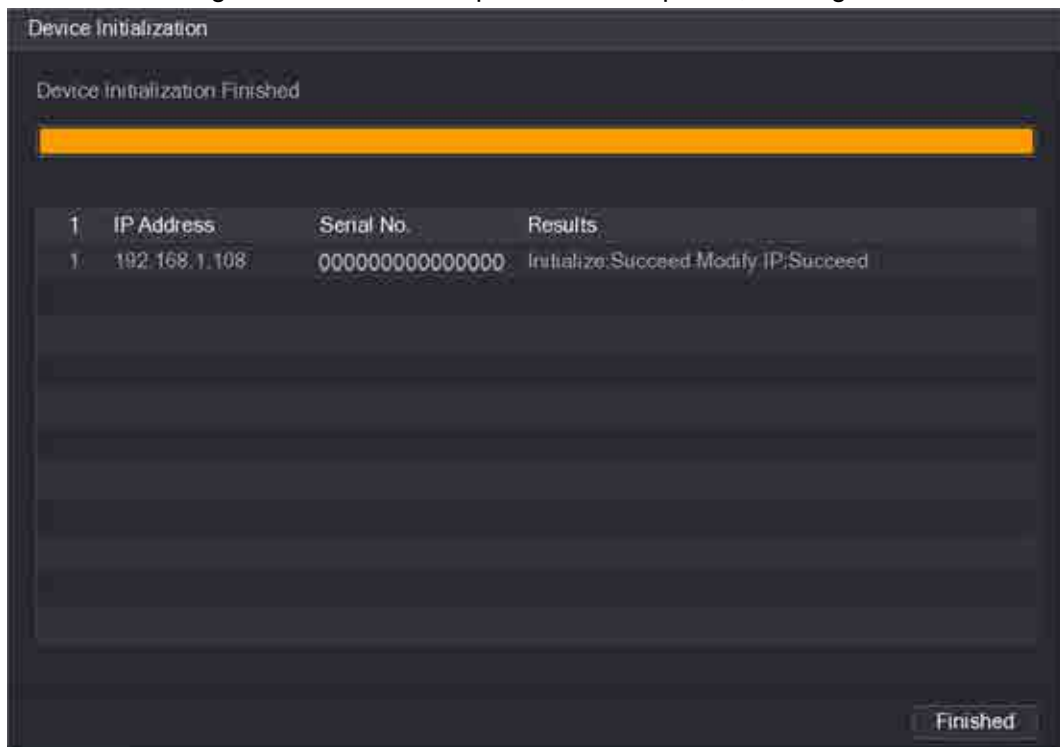 Device Initialization
Device Initialization Finished
1 IP Address Serial No. Results
1 192.168.1.108 000000000000000 Initialize:Succeed Modify IP:Succeed
Finished